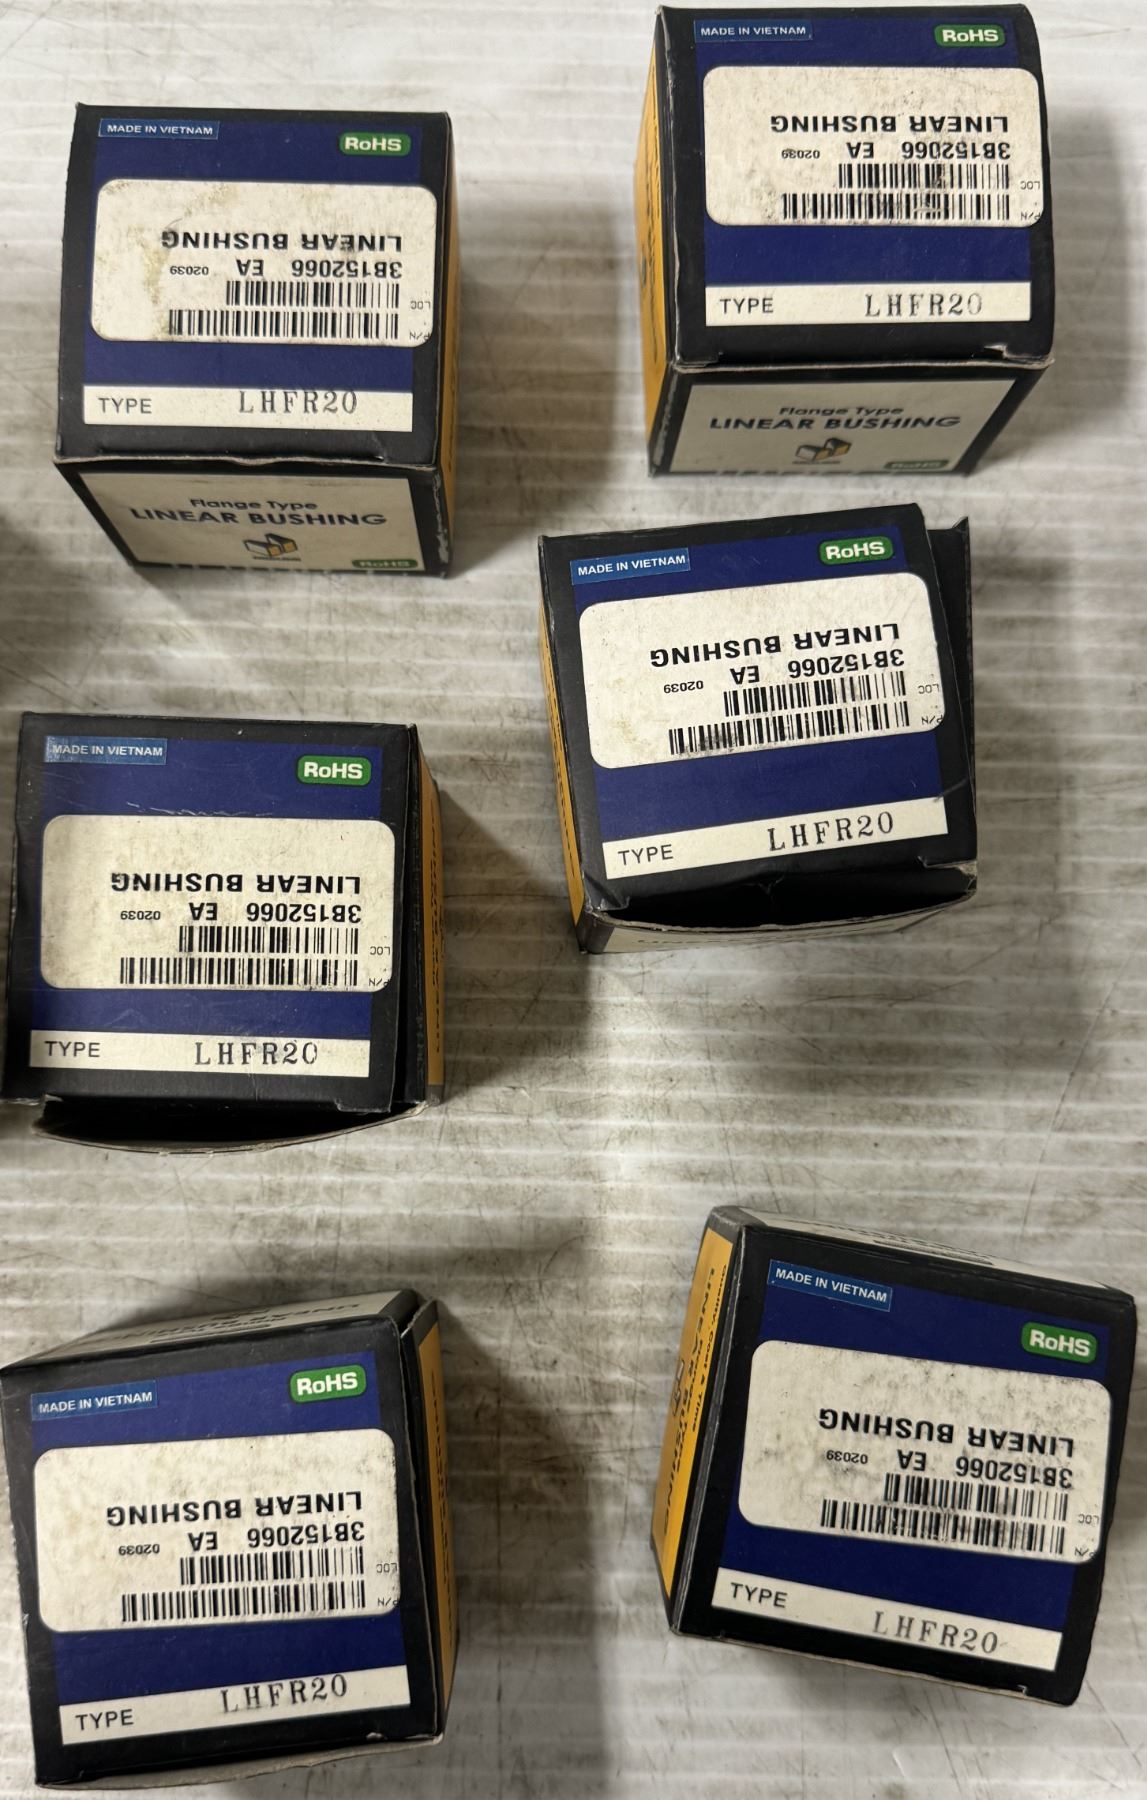 MADE IN VIETNAM
RoHS
LINEAR BUSHING
3B152066 EA 02039
LOC
P/N
TYPE LHFR20
Flange Type
LINEAR BUSHING
RoHS
MADE IN VIETNAM
RoHS
LINEAR BUSHING
3B152066 EA 02039
LOC
P/N
TYPE LHFR20
Flange Type
LINEAR BUSHING
RoHS
MADE IN VIETNAM
RoHS
LINEAR BUSHING
3B152066 EA 02039
LOC
P/N
TYPE LHFR20
MADE IN VIETNAM
RoHS
LINEAR BUSHING
3B152066 EA 02039
LOC
P/N
TYPE LHFR20
MADE IN VIETNAM
RoHS
LINEAR BUSHING
3B152066 EA 02039
LOC
P/N
TYPE LHFR20
MADE IN VIETNAM
RoHS
LINEAR BUSHING
3B152066 EA 02039
LOC
P/N
TYPE LHFR20